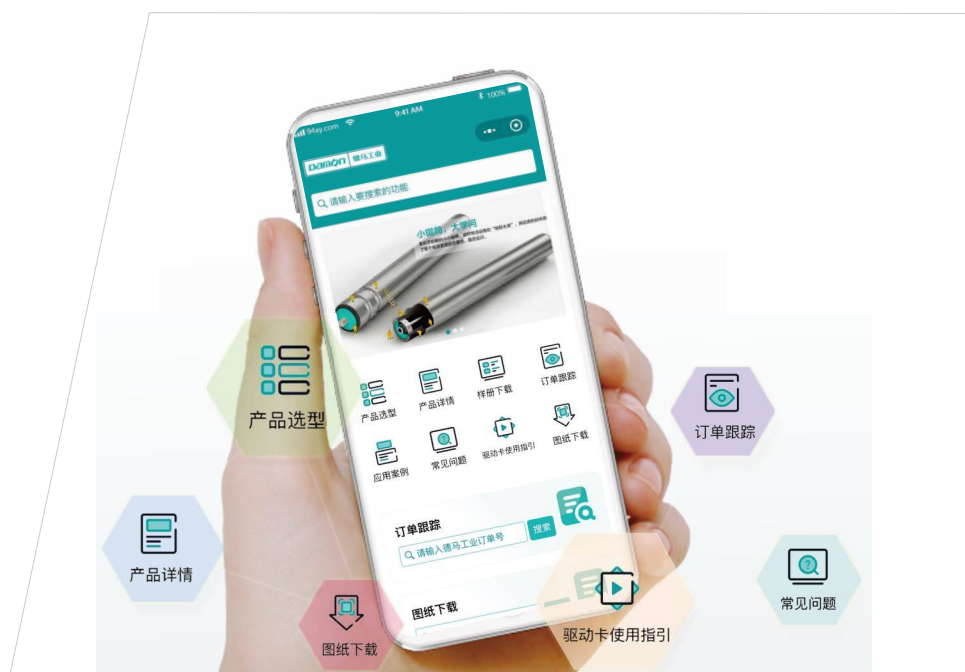 94xy.com
9:41 AM
100%
Damon 德马工业
请输入要搜索的功能
小辊筒，大学问
产品选型
产品详情
样册下载
订单跟踪
应用案例
常见问题
驱动卡使用指引
图纸下载
订单跟踪
请输入德马工业订单号
搜索
图纸下载
产品选型
订单跟踪
产品详情
常见问题
图纸下载
驱动卡使用指引